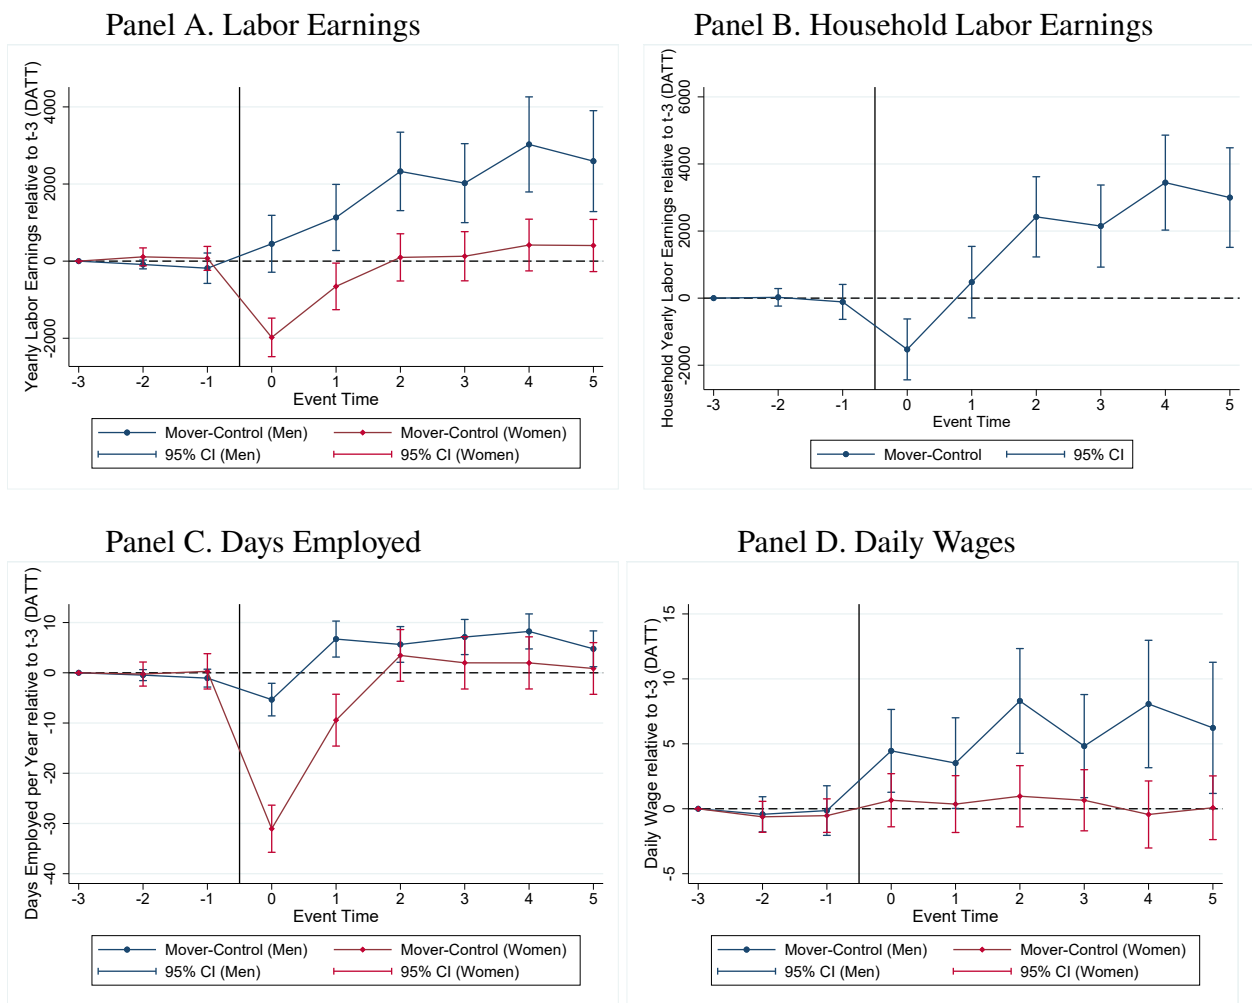 Panel A. Labor Earnings
Yearly Labor Earnings relative to t-3 (DATT)
4000
2000
0
-2000
-3 -2 -1 0 1 2 3 4 5
Event Time
Mover-Control (Men) Mover-Control (Women)
95% CI (Men) 95% CI (Women)
Panel B. Household Labor Earnings
Household Yearly Labor Earnings relative to t-3 (DATT)
6000
4000
2000
0
-2000
-3 -2 -1 0 1 2 3 4 5
Event Time
Mover-Control 95% CI
Panel C. Days Employed
Days Employed per Year relative to t-3 (DATT)
10
0
-10
-20
-30
-40
-3 -2 -1 0 1 2 3 4 5
Event Time
Mover-Control (Men) Mover-Control (Women)
95% CI (Men) 95% CI (Women)
Panel D. Daily Wages
Daily Wage relative to t-3 (DATT)
15
10
5
0
-5
-3 -2 -1 0 1 2 3 4 5
Event Time
Mover-Control (Men) Mover-Control (Women)
95% CI (Men) 95% CI (Women)